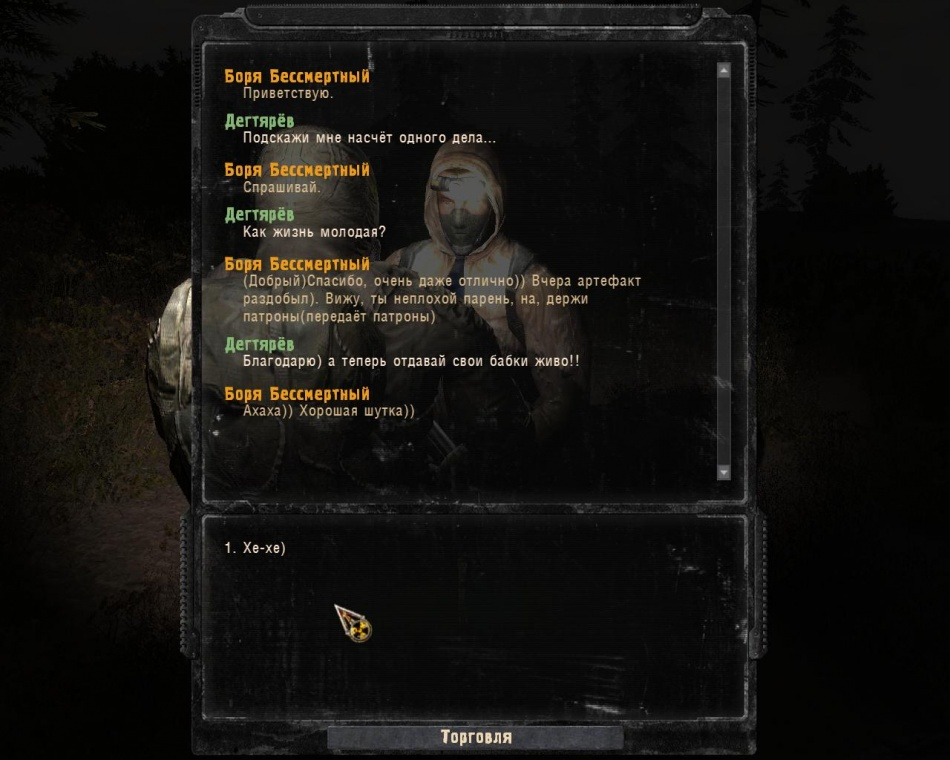 Боря Бессмертный
Приветствую.
Дегтярёв
Подскажи мне насчёт одного дела...
Боря Бессмертный
Спрашивай.
Дегтярёв
Как жизнь молодая?
Боря Бессмертный
(Добрый)Спасибо, очень даже отлично)) Вчера артефакт
раздобыл). Вижу, ты неплохой парень, на, держи
патроны(передаёт патроны)
Дегтярёв
Благодарю) а теперь отдавай свои бабки живо!!
Боря Бессмертный
Ахаха)) Хорошая шутка))
1. Хе-хе)
Торговля